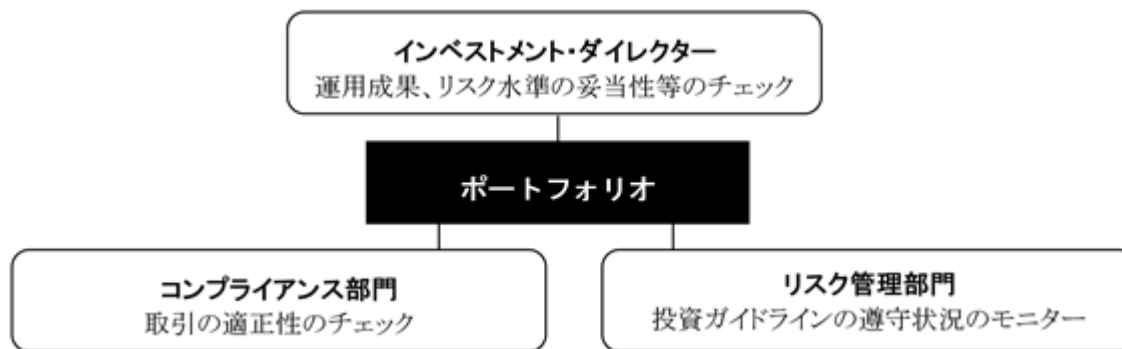 インベストメント・ダイレクター
運用成果、リスク水準の妥当性等のチェック
ポートフォリオ
コンプライアンス部門
取引の適正性のチェック
リスク管理部門
投資ガイドラインの遵守状況のモニター